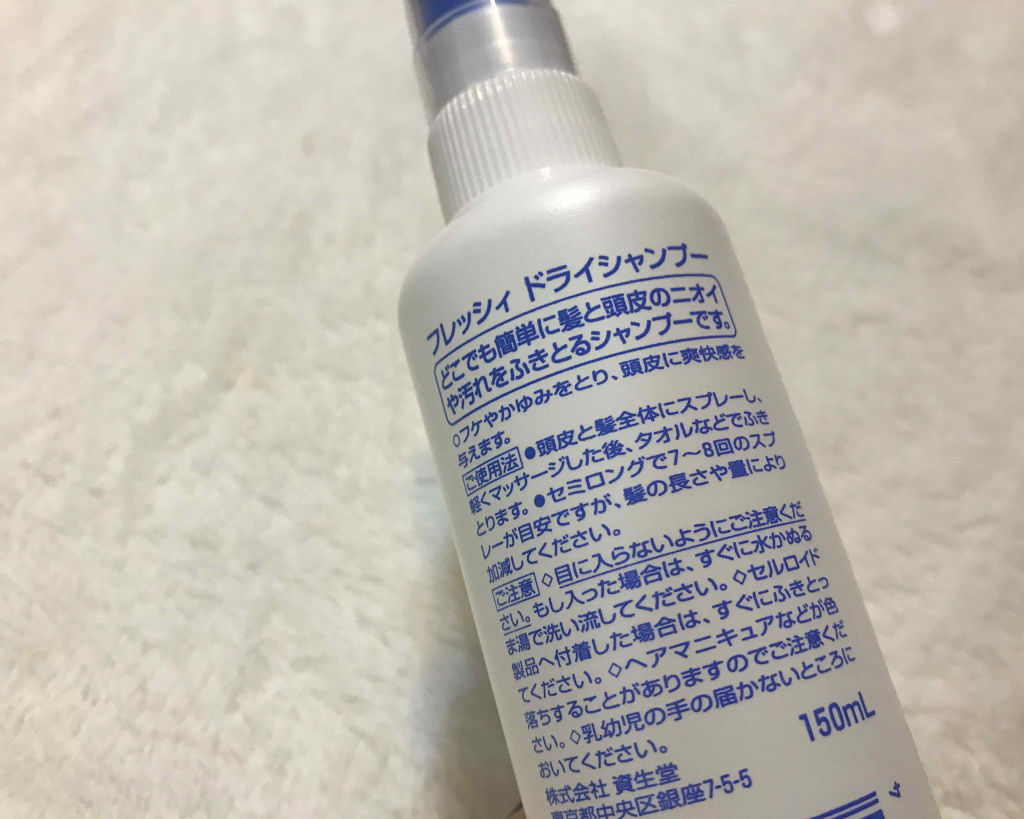 フレッシィ ドライシャンプー
どこでも簡単に髪と頭皮のニオイ
や汚れをふきとるシャンプーです。
○フケやかゆみをとり、頭皮に爽快感を
与えます。
ご使用法 ●頭皮と髪全体にスプレーし、
軽くマッサージした後、タオルなどでふき
とります。●セミロングで7〜8回のスプ
レーが目安ですが、髪の長さや量により
加減してください。
ご注意 ◇目に入らないようにご注意くだ
さい。もし入った場合は、すぐに水かぬる
ま湯で洗い流してください。◇セルロイド
製品へ付着した場合は、すぐにふきとっ
てください。◇ヘアマニキュアなどが色
落ちすることがありますのでご注意くだ
さい。◇乳幼児の手の届かないところに
おいてください。
150mL
株式会社 資生堂
東京都中央区銀座7-5-5